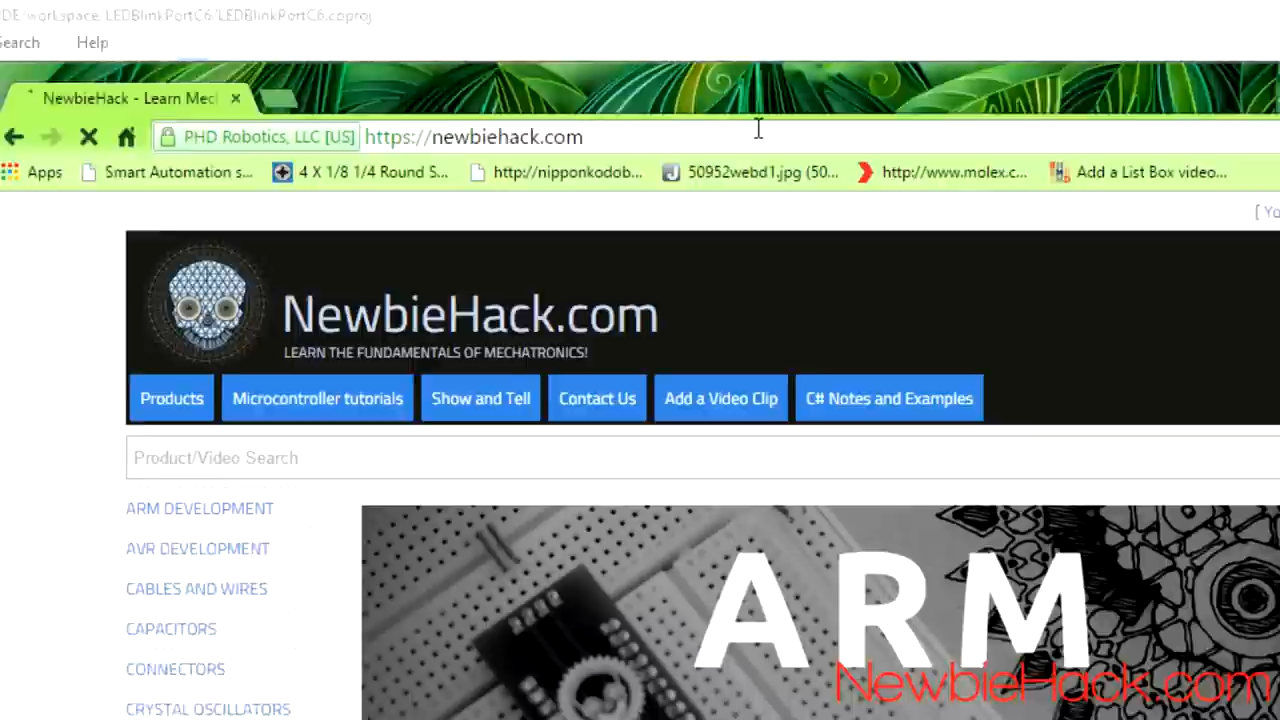 IDE workspace LEDBlinkPortC6 LEDBlinkPortC6.coproj
Search Help
NewbieHack - Learn Mec
PHD Robotics, LLC [US] https://newbiehack.com
Apps Smart Automation s... 4 X 1/8 1/4 Round S... http://nipponkodob... 50952webd1.jpg (50... http://www.molex.c... Add a List Box video...
[ Yo
NewbieHack.com
LEARN THE FUNDAMENTALS OF MECHATRONICS!
Products Microcontroller tutorials Show and Tell Contact Us Add a Video Clip C# Notes and Examples
Product/Video Search
ARM DEVELOPMENT
AVR DEVELOPMENT
CABLES AND WIRES
CAPACITORS
CONNECTORS
CRYSTAL OSCILLATORS
ARM
NewbieHack.com